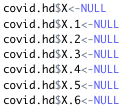 covid.hd$X<-NULL
covid.hd$X.1<-NULL
covid.hd$X.2<-NULL
covid.hd$X.3<-NULL
covid.hd$X.4<-NULL
covid.hd$X.5<-NULL
covid.hd$X.6<-NULL